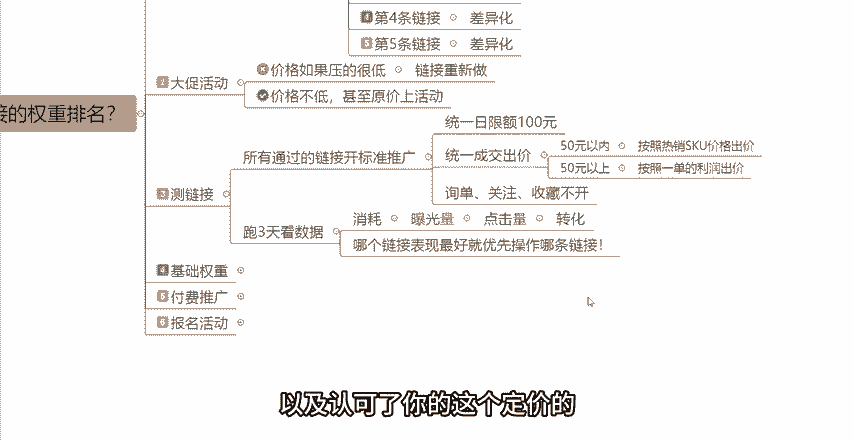 4 第4条链接 差异化
5 第5条链接 差异化
2 大促活动
价格如果压的很低 链接重新做
价格不低，甚至原价上活动
接的权重排名？
3 测链接
所有通过的链接开标准推广
统一日限额100元
统一成交出价
50元以内 按照热销SKU价格出价
50元以上 按照一单的利润出价
询单、关注、收藏不开
跑3天看数据
消耗 曝光量 点击量 转化
哪个链接表现最好就优先操作哪条链接！
4 基础权重
5 付费推广
6 报名活动
以及认可了你的这个定价的